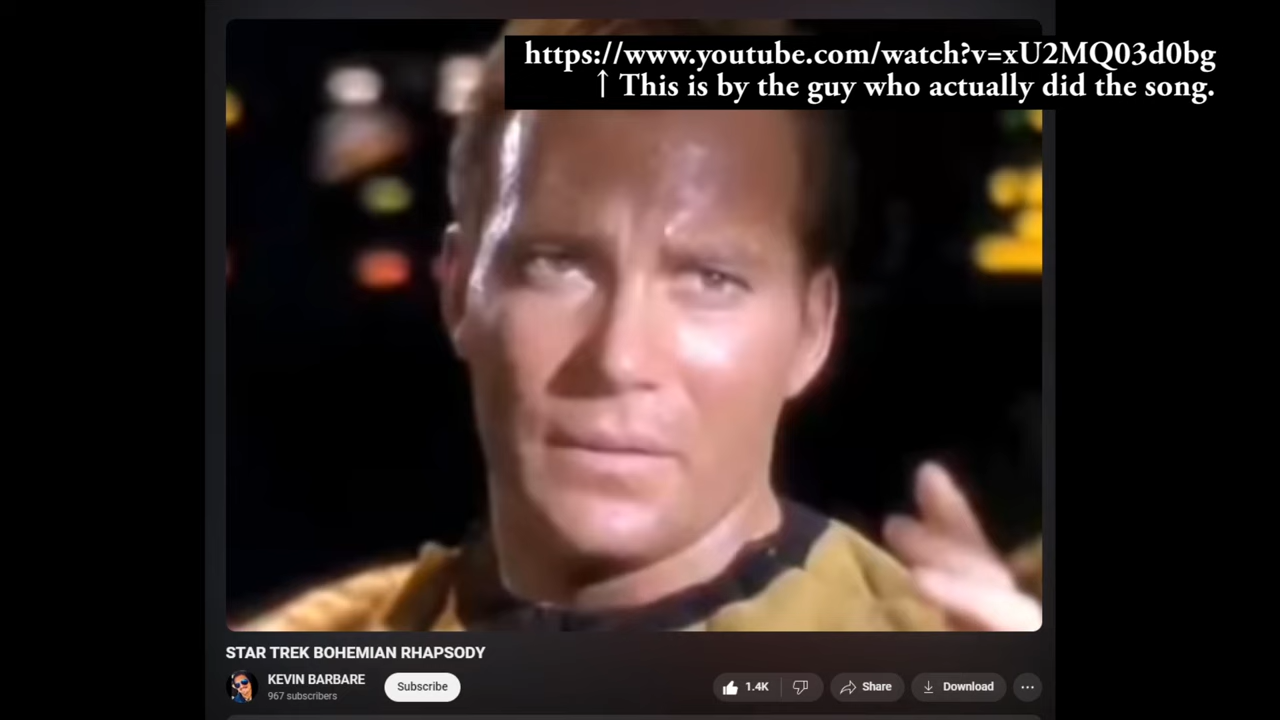 https://www.youtube.com/watch?v=xU2MQ03d0bg
↑ This is by the guy who actually did the song.
STAR TREK BOHEMIAN RHAPSODY
KEVIN BARBARE
967 subscribers
Subscribe
1.4K
Share
Download